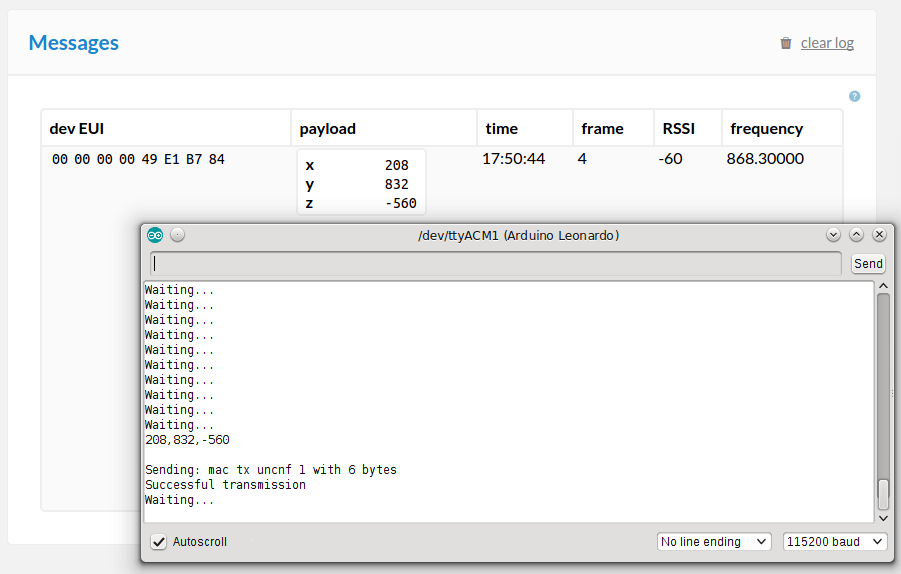 Messages
clear log
?
dev EUI payload time frame RSSI frequency
00 00 00 00 49 E1 B7 84 x 208 17:50:44 4 -60 868.30000
y 832
z -560
/dev/ttyACM1 (Arduino Leonardo)
Send
Waiting...
Waiting...
Waiting...
Waiting...
Waiting...
Waiting...
Waiting...
Waiting...
Waiting...
Waiting...
208,832,-560
Sending: mac tx uncnf 1 with 6 bytes
Successful transmission
Waiting...
Autoscroll No line ending 115200 baud